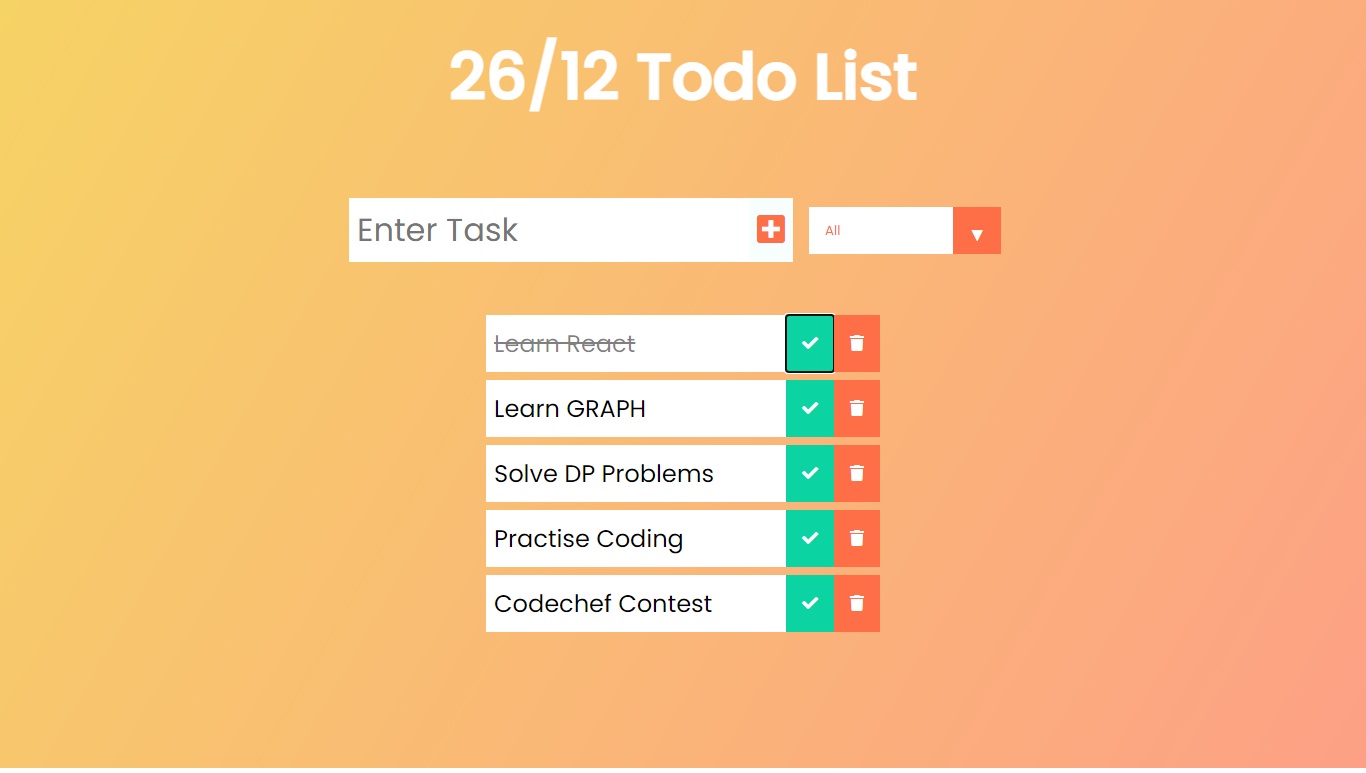 26/12 Todo List
Enter Task
All
Learn React
Learn GRAPH
Solve DP Problems
Practise Coding
Codechef Contest